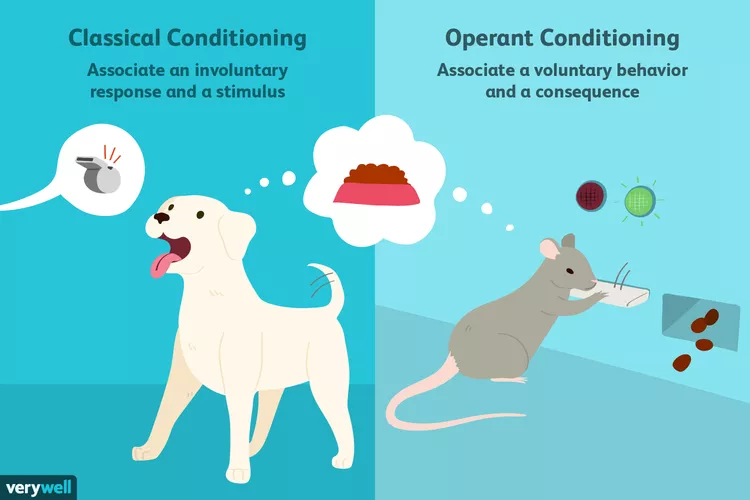 Classical Conditioning
Associate an involuntary
response and a stimulus
Operant Conditioning
Associate a voluntary behavior
and a consequence
verywell